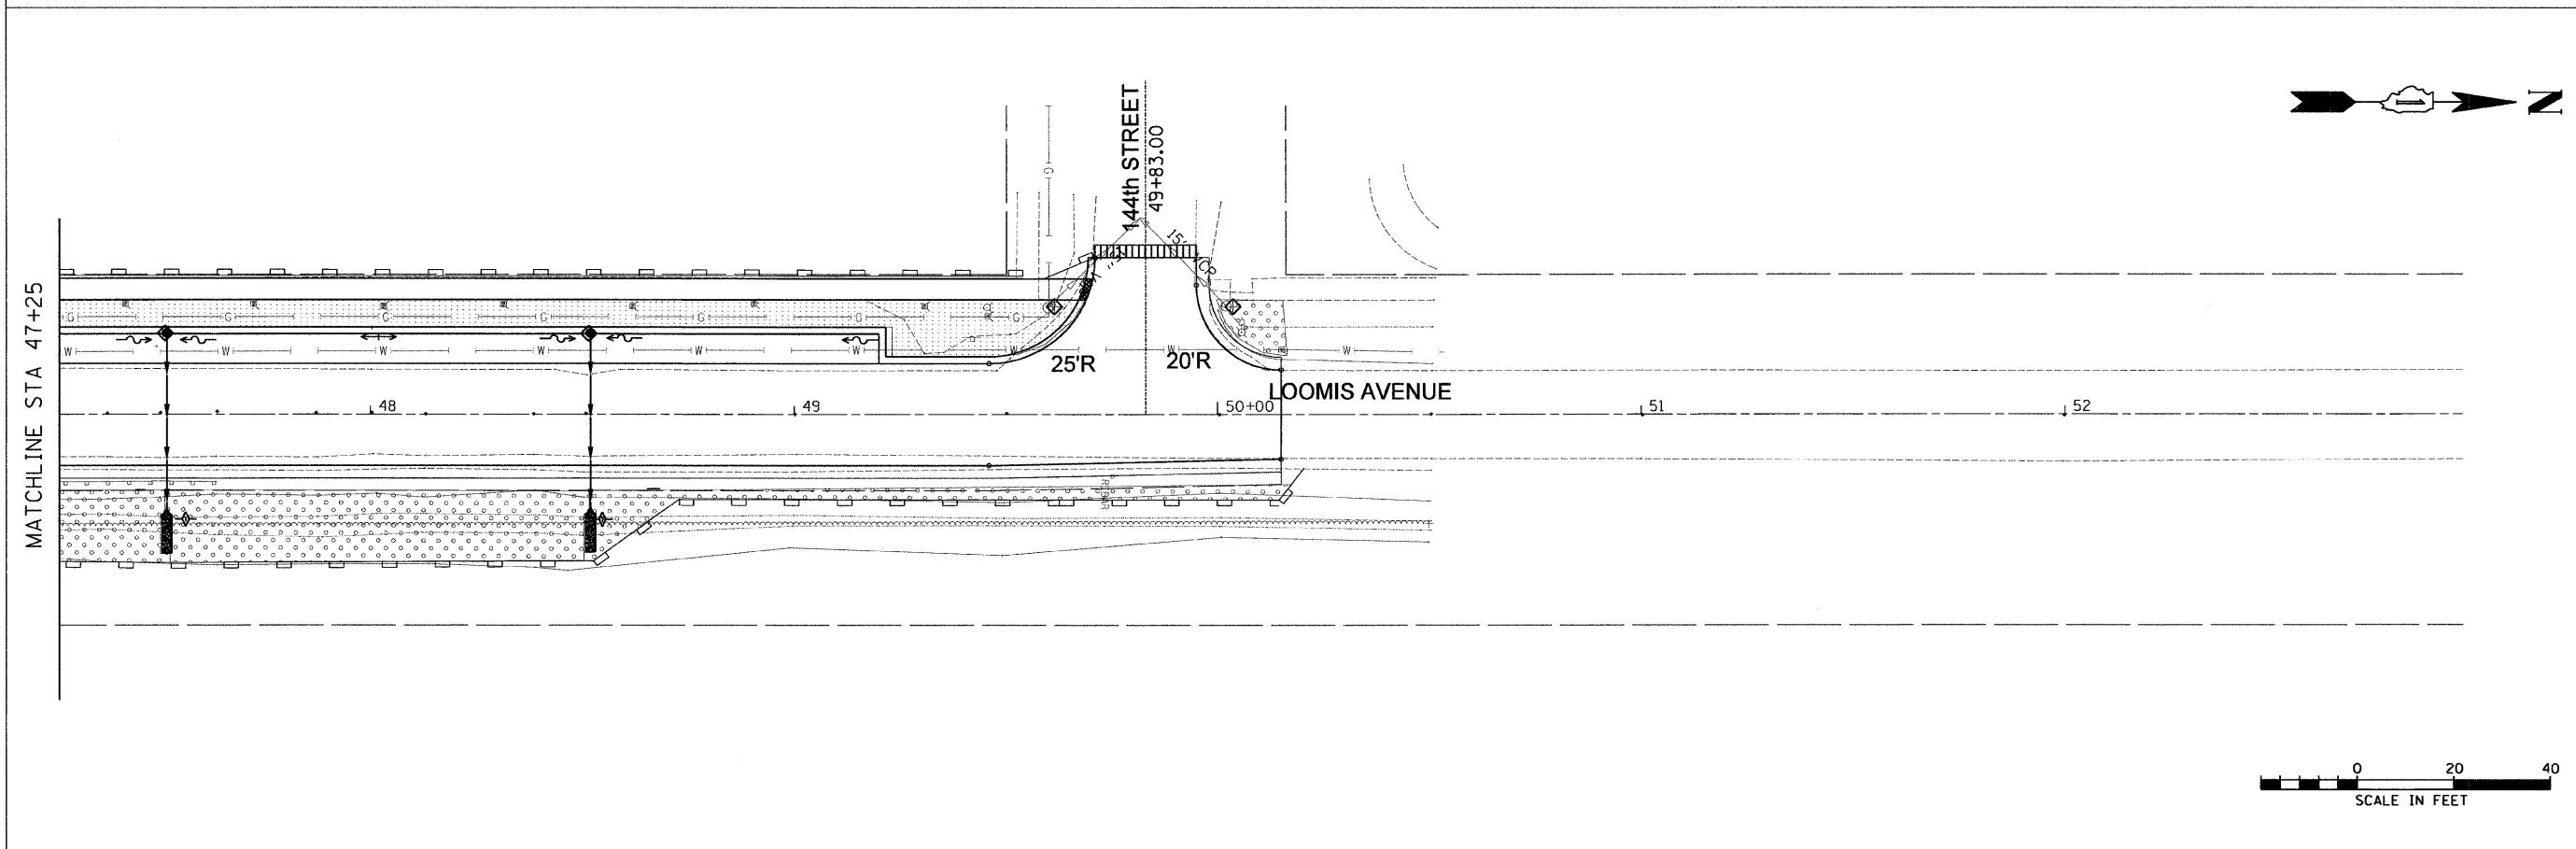 N
144th STREET
49+83.00
MATCHLINE STA 47+25
G
15'
G G G G G G G G
W W W W W W W W W
25'R
20'R
LOOMIS AVENUE
48
49
50+00
51
52
0 20 40
SCALE IN FEET